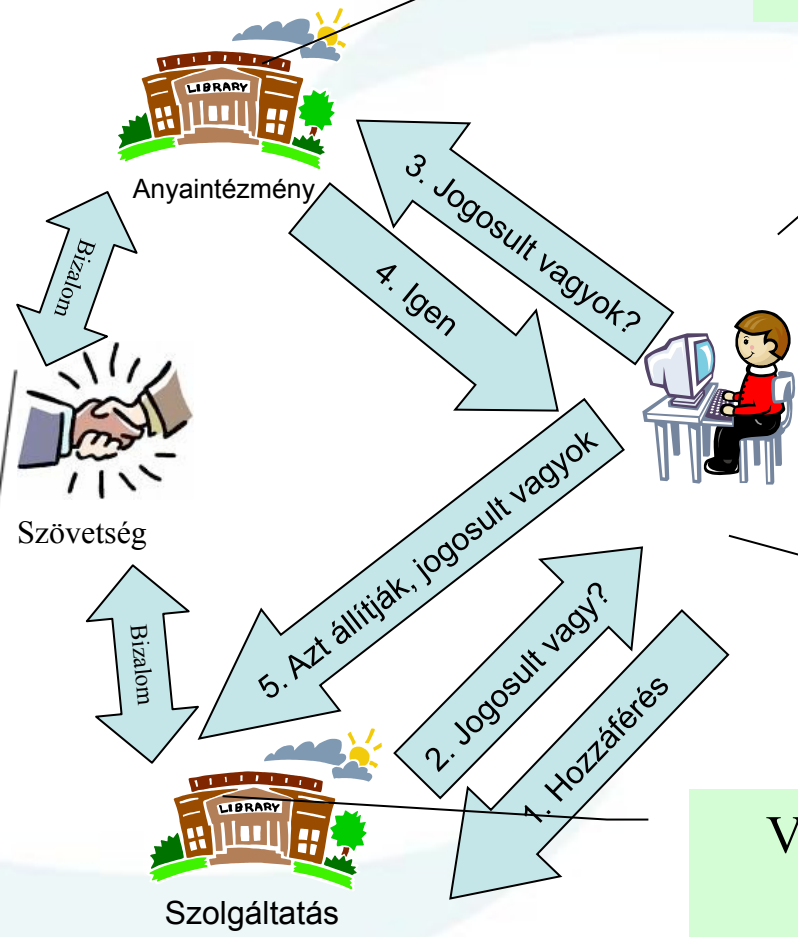 LIBRARY
Anyaintézmény
3. Jogosult vagyok?
4. Igen
Bizalom
Szövetség
5. Azt állítják, jogosult vagyok
Bizalom
2. Jogosult vagy?
1. Hozzáférés
LIBRARY
V
Szolgáltatás